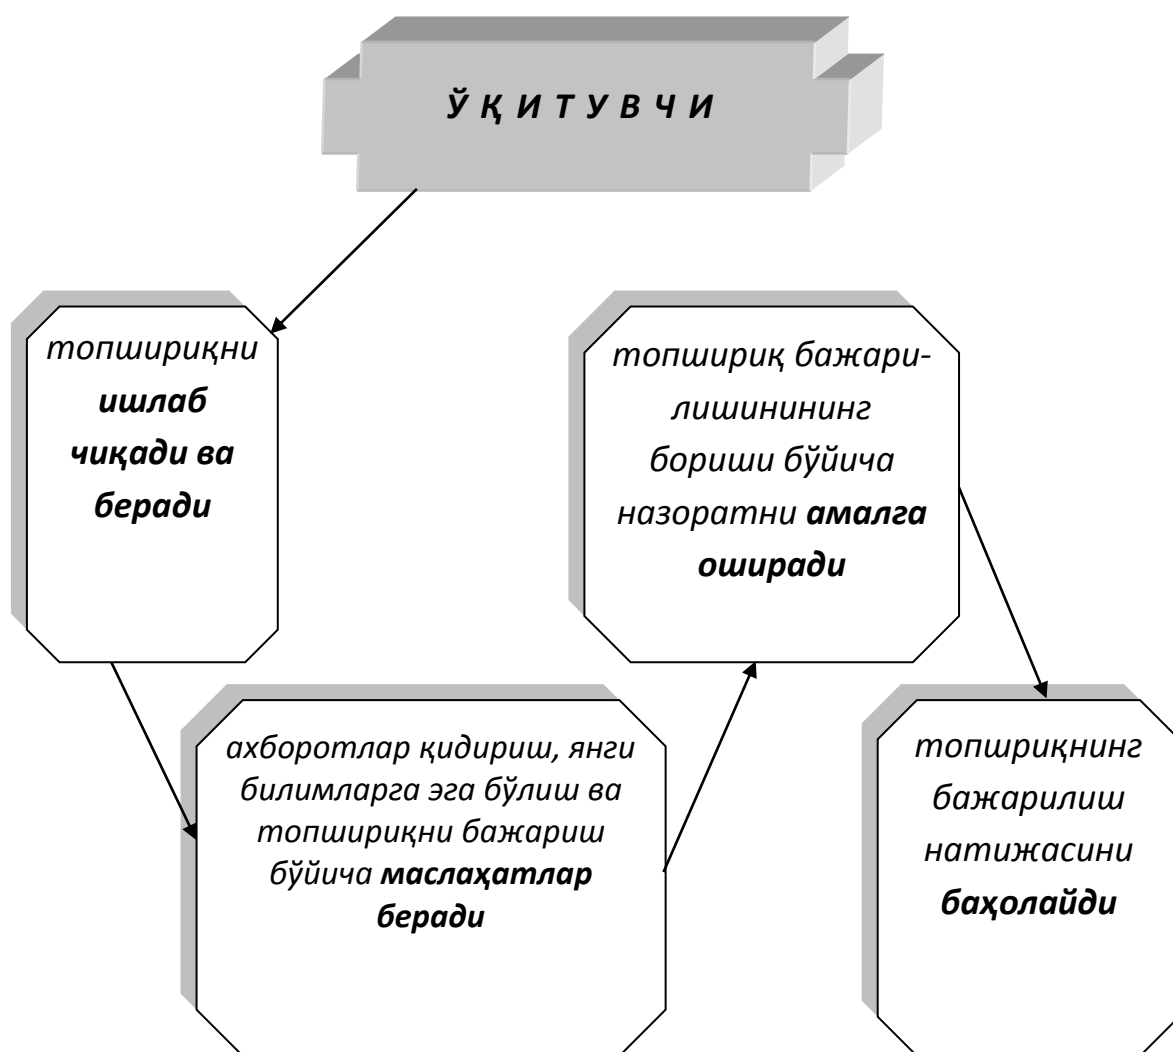 Ў Қ И Т У В Ч И
топшириқни
ишлаб
чиқади ва
беради
ахборотлар қидириш, янги
билимларга эга бўлиш ва
топшириқни бажариш
бўйича маслаҳатлар
беради
топшириқ бажари-
лишинининг
бориши бўйича
назоратни амалга
оширади
топшриқнинг
бажарилиш
натижасини
баҳолайди